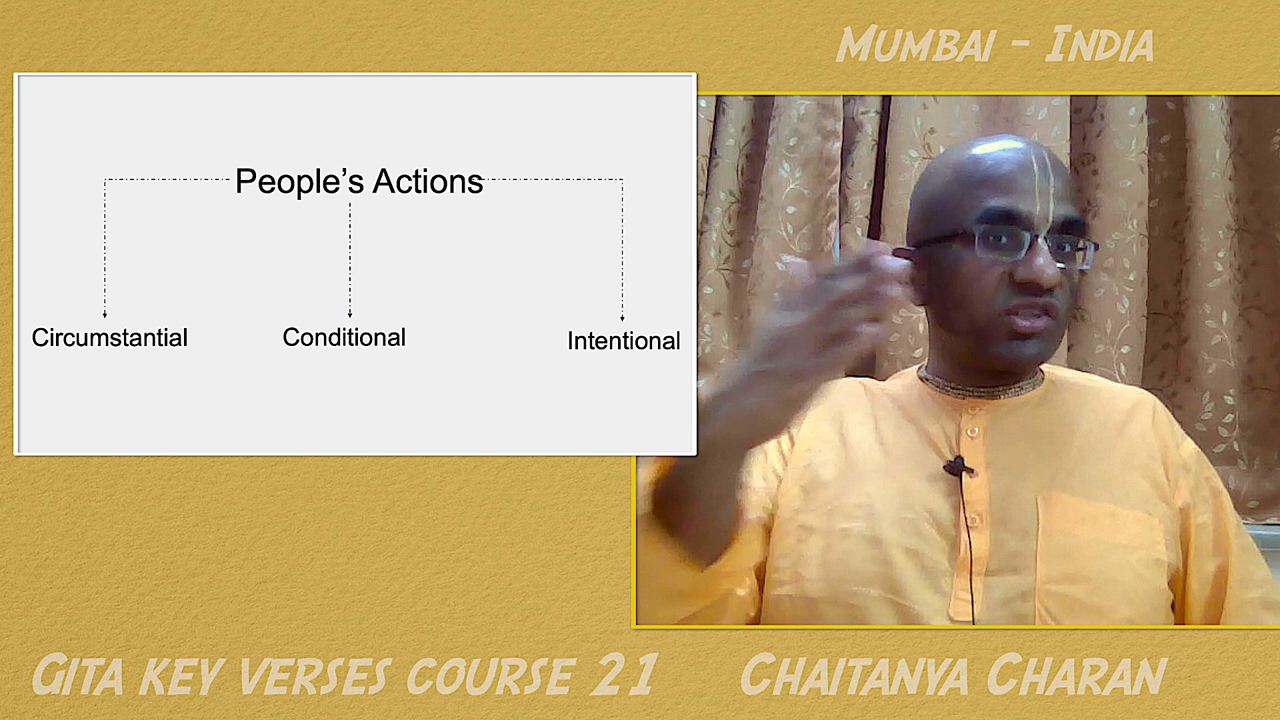 MUMBAI - INDIA
People’s Actions
Circumstantial
Conditional
Intentional
GITA KEY VERSES COURSE 21
CHAITANYA CHARAN